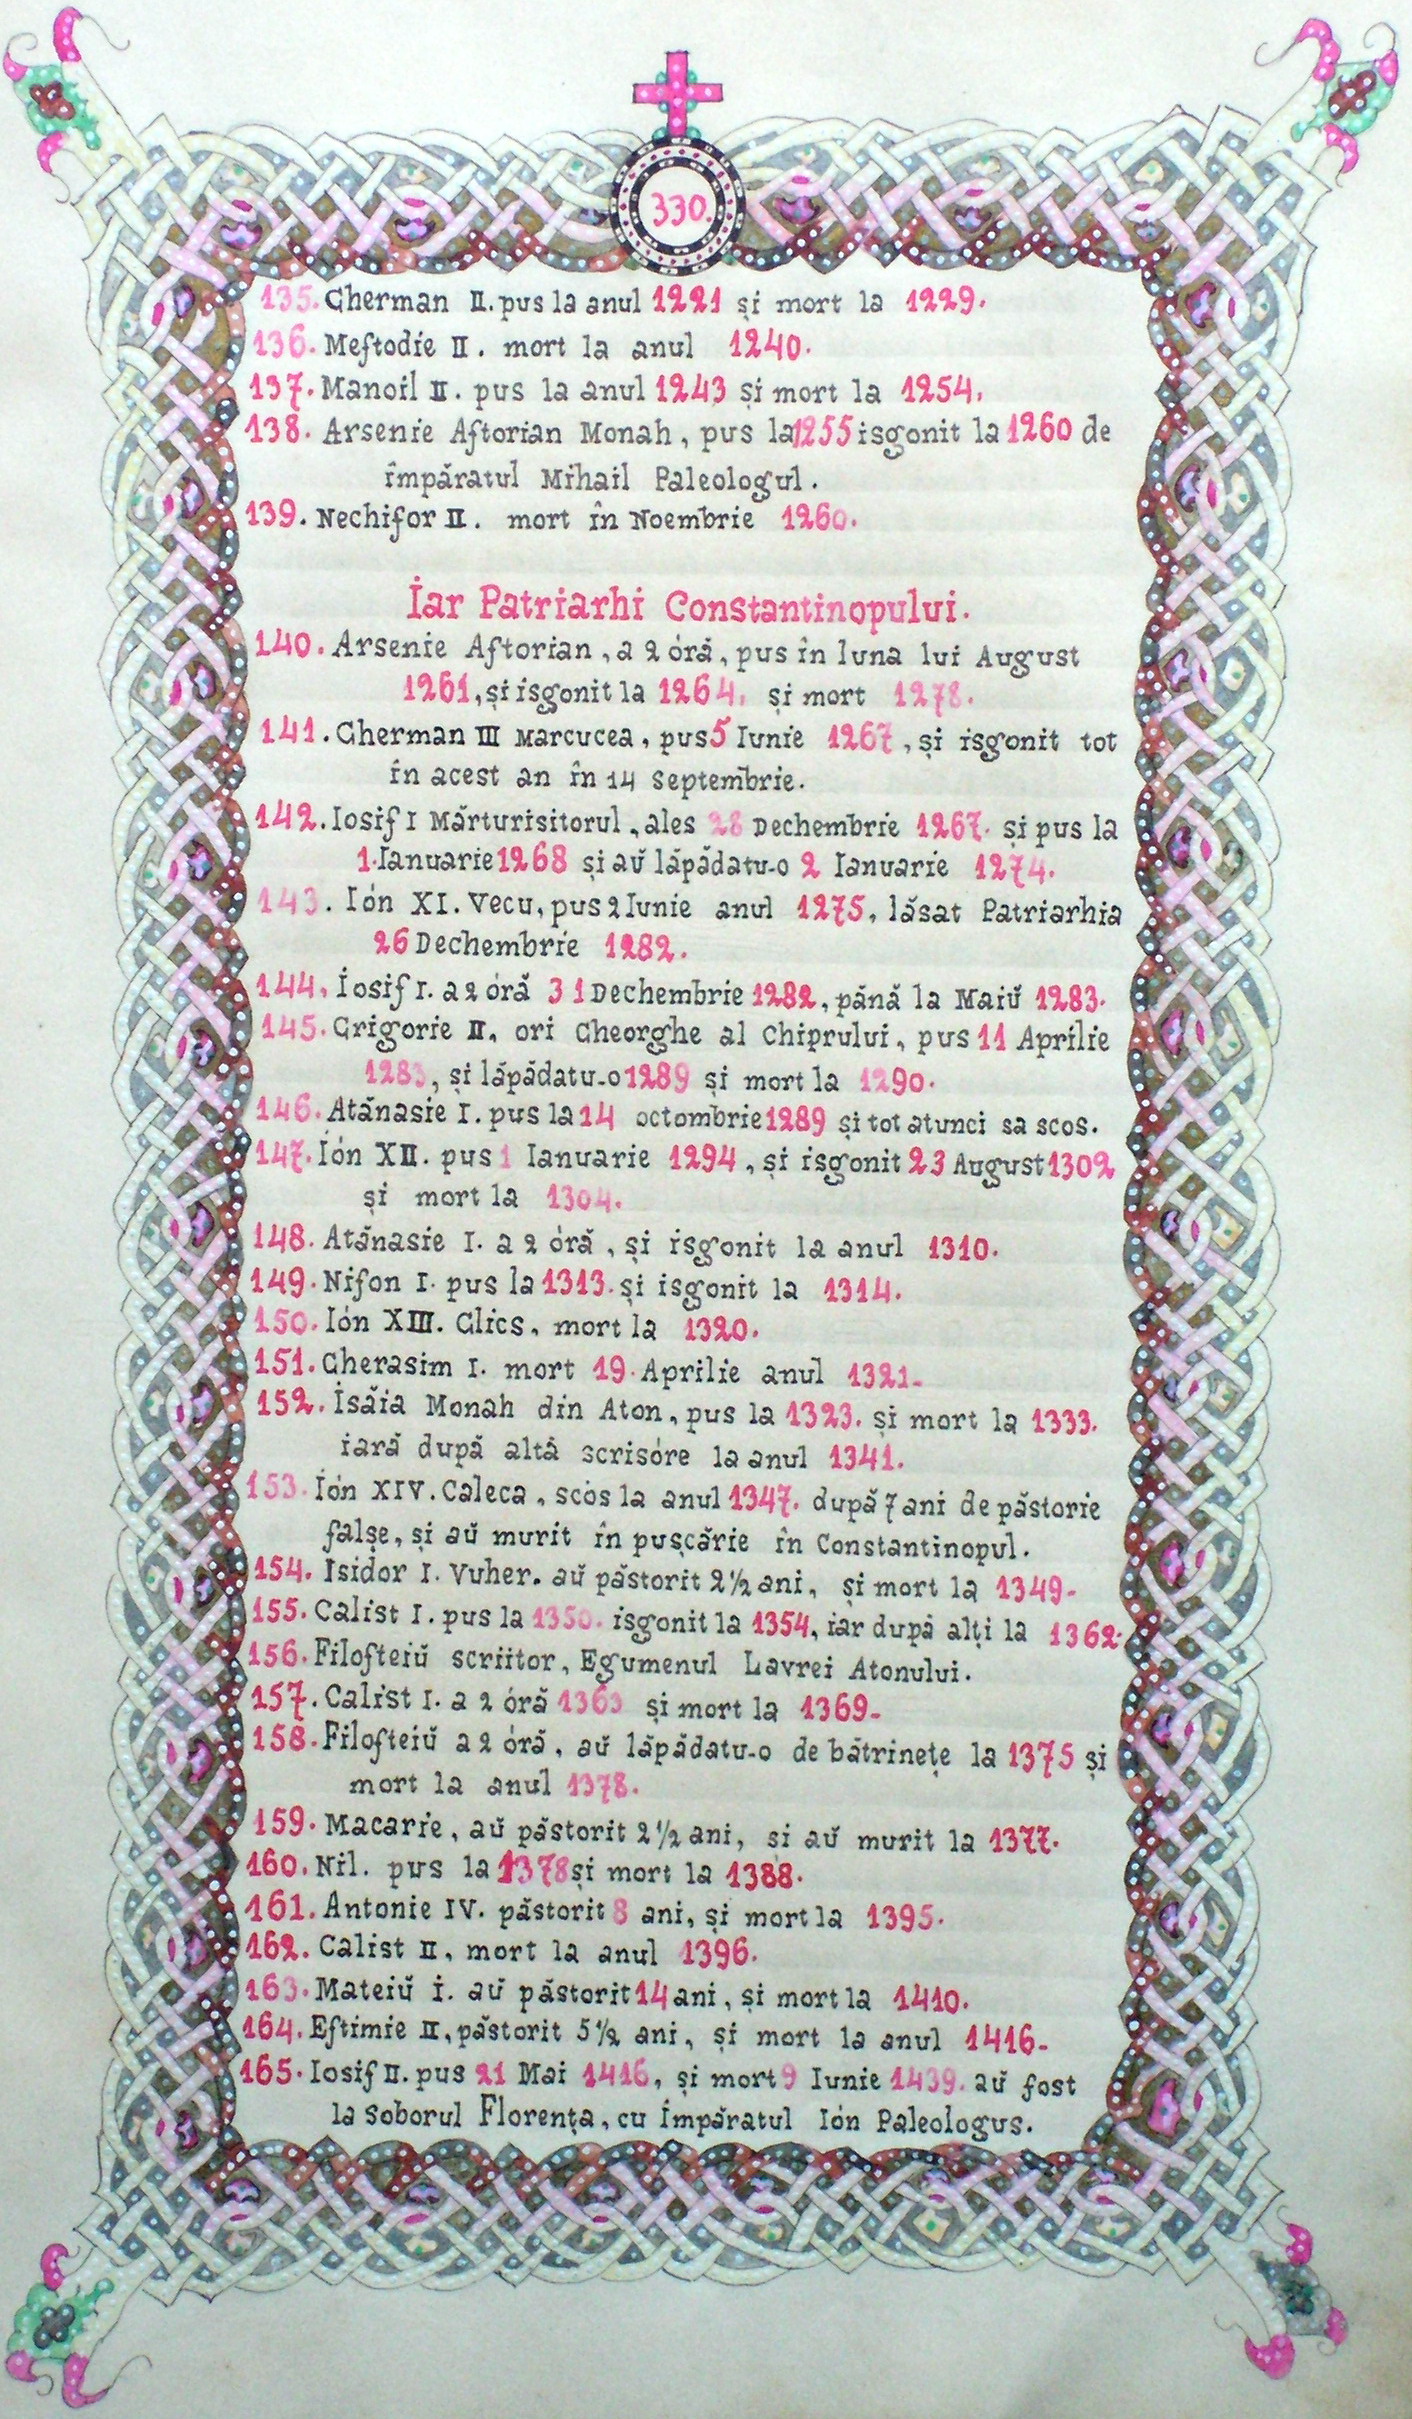 330.
135. Gherman II. pus la anul 1221 și mort la 1229.
136. Meftodie II. mort la anul 1240.
137. Manoil II. pus la anul 1243 și mort la 1254.
138. Arsenie Aftorian Monah, pus la 1255 isgonit la 1260 de
împăratul Mihail Paleologul.
139. Nechifor II. mort în Noembrie 1260.
Iar Patriarhi Constantinopului.
140. Arsenie Aftorian, a 2 óră, pus în luna lui August
1261, și isgonit la 1264, și mort 1278.
141. Gherman III Marcucea, pus 5 Iunie 1267, și isgonit tot
în acest an în 14 Septembrie.
142. Iosif I Mărturisitorul, ales 28 Dechembrie 1267. și pus la
1. Ianuarie 1268 și aŭ lăpădatu-o 2 Ianuarie 1274.
143. Ión XI. Vecu, pus 2 Iunie anul 1275, lăsat Patriarhia
26 Dechembrie 1282.
144. Iosif I. a 2 óră 31 Dechembrie 1282, până la Maiŭ 1283.
145. Grigorie II, ori Gheorghe al Chiprului, pus 11 Aprilie
1283, și lăpădatu-o 1289 și mort la 1290.
146. Atănasie I. pus la 14 octombrie 1289 și tot atunci sa scos.
147. Ión XII. pus 1 Ianuarie 1294, și isgonit 23 August 1302
și mort la 1304.
148. Atănasie I. a 2 óră, și isgonit la anul 1310.
149. Nifon I. pus la 1313. și isgonit la 1314.
150. Ión XIII. Glics, mort la 1320.
151. Gherasim I. mort 19. Aprilie anul 1321.
152. Isăia Monah din Aton, pus la 1323. și mort la 1333.
iară după altă scrisóre la anul 1341.
153. Ión XIV. Caleca, scós la anul 1347. după 7 ani de păstorie
falșe, și aŭ murit în pușcărie în Constantinopul.
154. Isidor I. Vuher. aŭ păstorit 2½ ani, și mort la 1349.
155. Calist I. pus la 1350. isgonit la 1354, iar după alți la 1362.
156. Filofteiŭ scriitor, Egumenul Lavrei Atonului.
157. Calist I. a 2 óră 1363 și mort la 1369.
158. Filofteiŭ a 2 óră, aŭ lăpădatu-o de bătrinețe la 1375 și
mort la anul 1378.
159. Macarie, aŭ păstorit 2½ ani, si aŭ murit la 1377.
160. Nil. pus la 1378 și mort la 1388.
161. Antonie IV. păstorit 8 ani, și mort la 1395.
162. Calist II, mort la anul 1396.
163. Mateiŭ I. aŭ păstorit 14 ani, și mort la 1410.
164. Eftimie II, păstorit 5½ ani, și mort la anul 1416.
165. Iosif II. pus 21 Mai 1416, și mort 9 Iunie 1439. aŭ fost
la Soborul Florența, cu Împăratul Ión Paleologus.